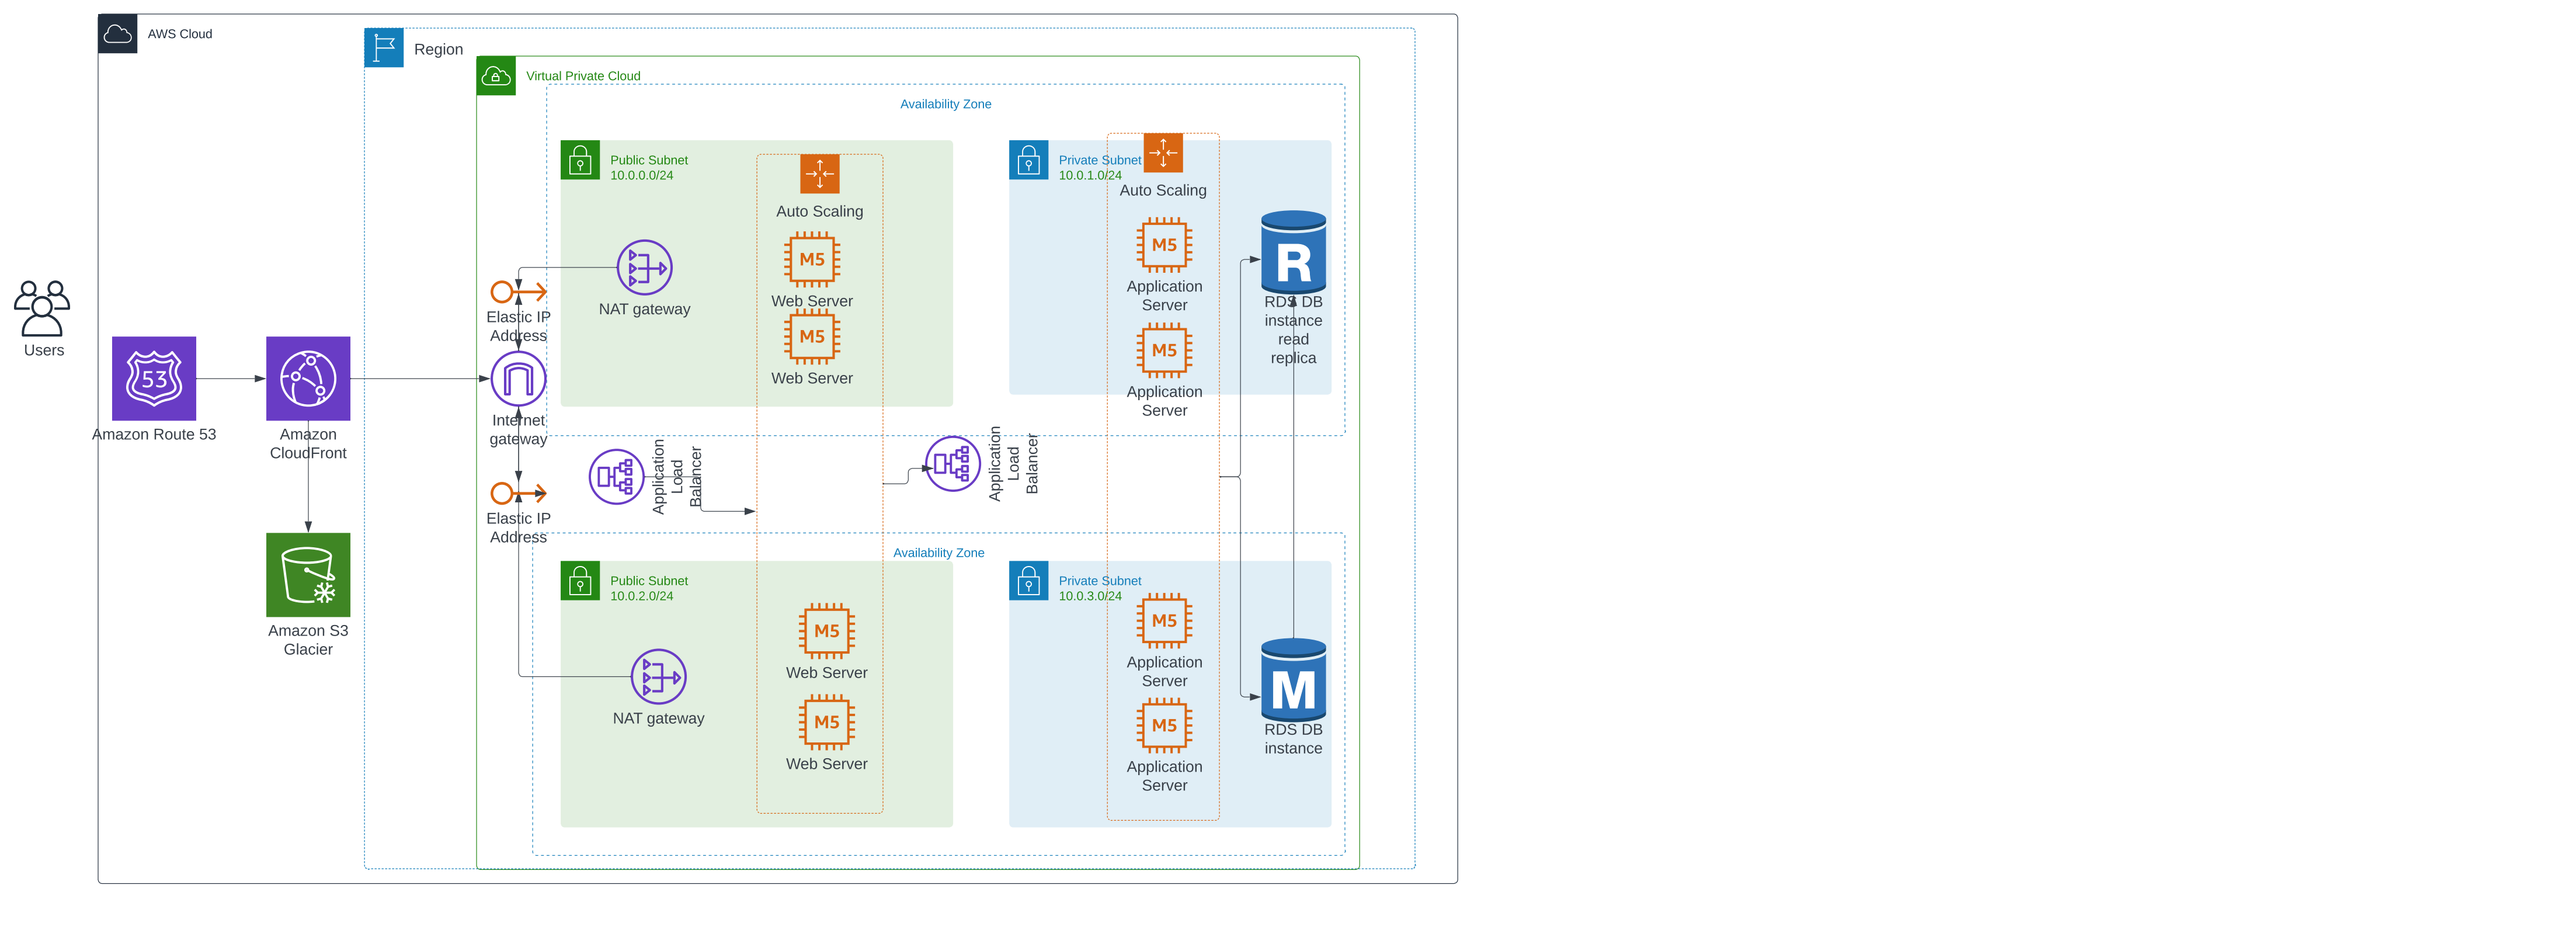 AWS Cloud
Region
Virtual Private Cloud
Availability Zone
Public Subnet
10.0.0.0/24
Auto Scaling
M5
Web Server
M5
Web Server
NAT gateway
Private Subnet
10.0.1.0/24
Auto Scaling
M5
Application
Server
M5
Application
Server
R
RDS DB
instance
read
replica
Users
53
Amazon Route 53
Amazon
CloudFront
Amazon S3
Glacier
Elastic IP
Address
Internet
gateway
Elastic IP
Address
Application
Load
Balancer
Application
Load
Balancer
Availability Zone
Public Subnet
10.0.2.0/24
NAT gateway
M5
Web Server
M5
Web Server
Private Subnet
10.0.3.0/24
M5
Application
Server
M5
Application
Server
M
RDS DB
instance